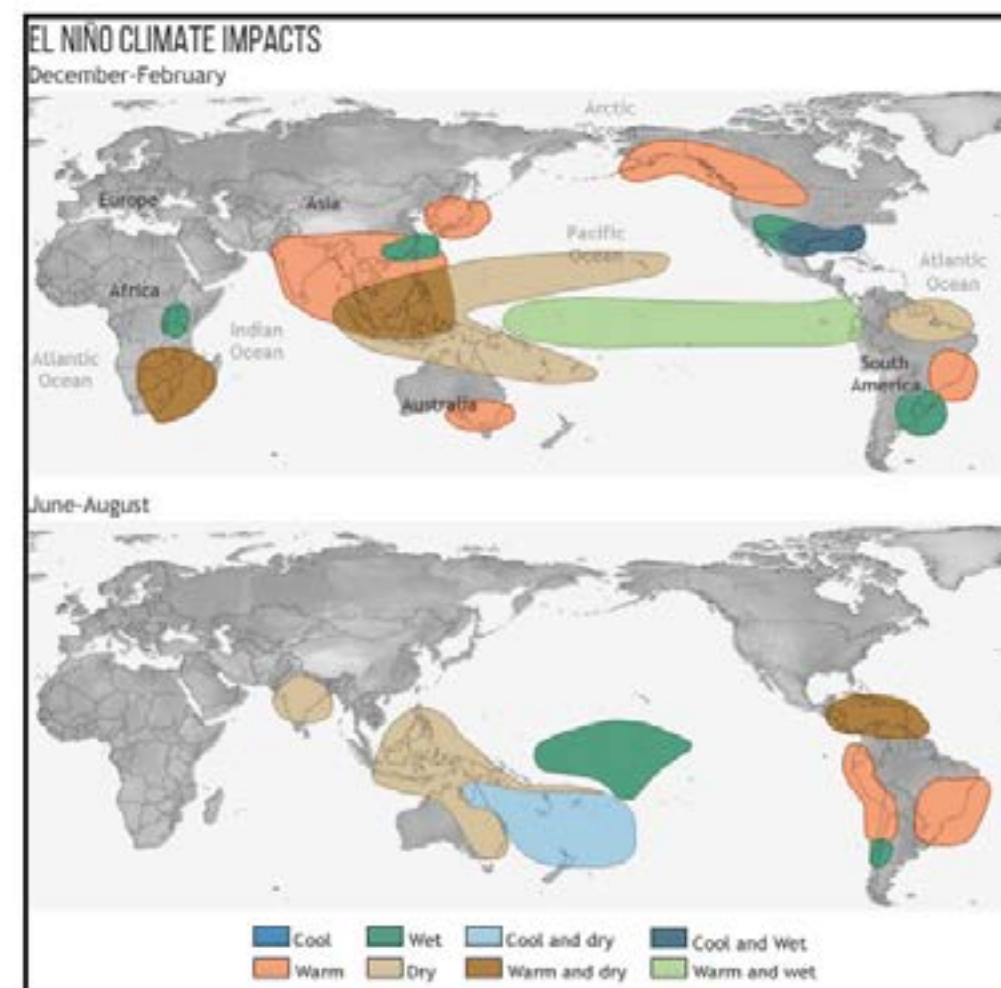 EL NIÑO CLIMATE IMPACTS
December-February
Arctic
Europe
Asia
Pacific
Ocean
Atlantic
Ocean
Africa
Indian
Ocean
Atlantic
Ocean
South
America
Australia
June-August
Cool
Wet
Cool and dry
Cool and Wet
Warm
Dry
Warm and dry
Warm and wet